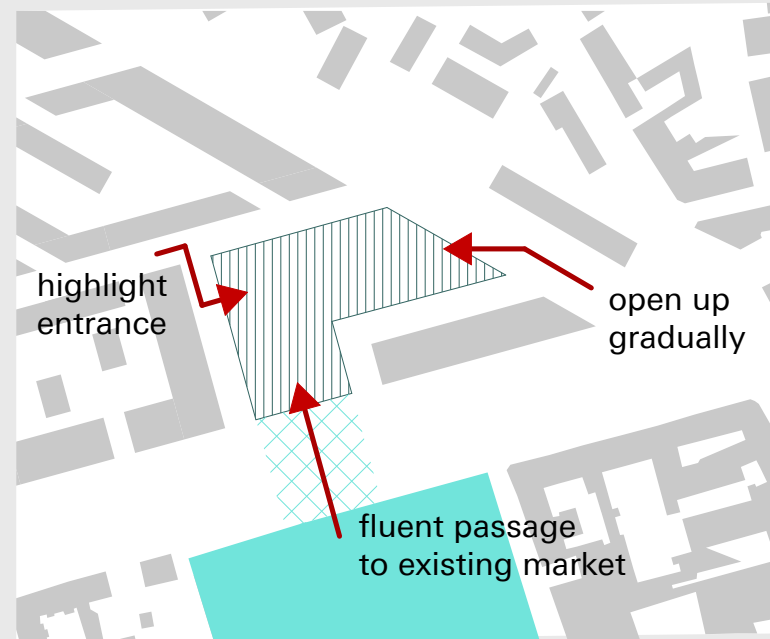 highlight
entrance
open up
gradually
fluent passage
to existing market